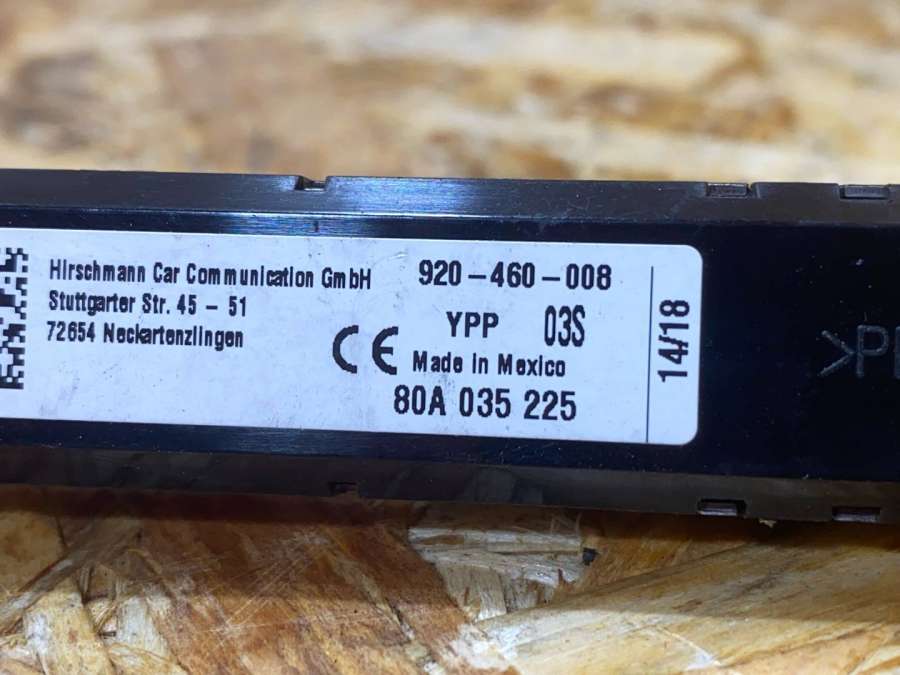 Hirschmann Car Communication GmbH
Stuttgarter Str. 45 - 51
72654 Neckartenzlingen
CE
920-460-008
YPP 03S
Made in Mexico
80A 035 225
14/18